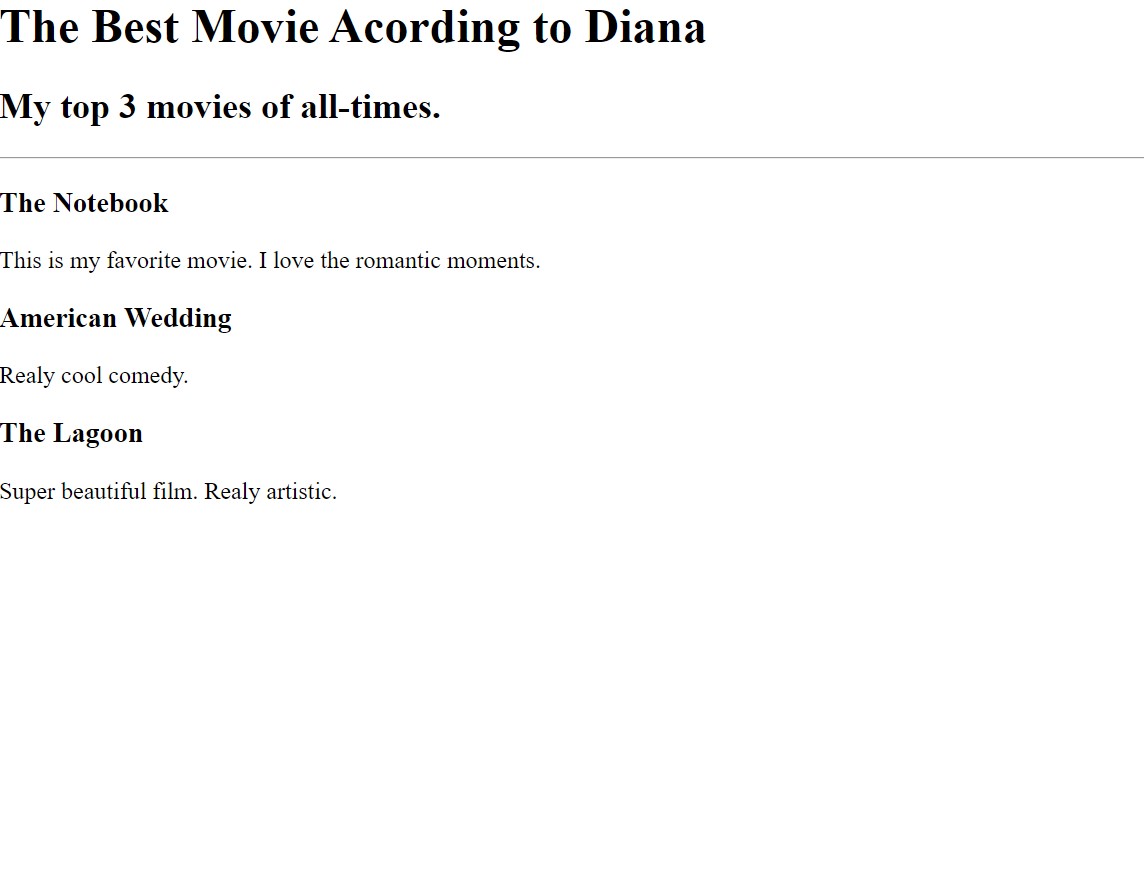 The Best Movie Acording to Diana
My top 3 movies of all-times.
The Notebook
This is my favorite movie. I love the romantic moments.
American Wedding
Realy cool comedy.
The Lagoon
Super beautiful film. Realy artistic.